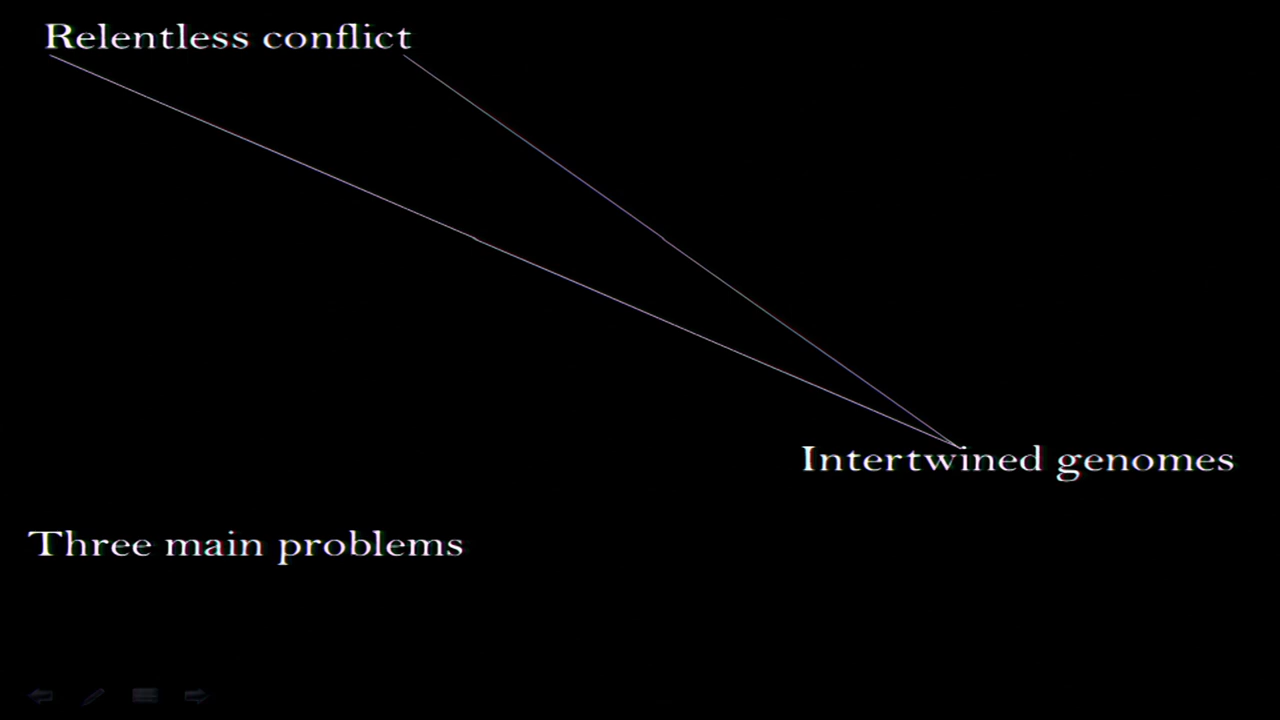 Relentless conflict
Intertwined genomes
Three main problems